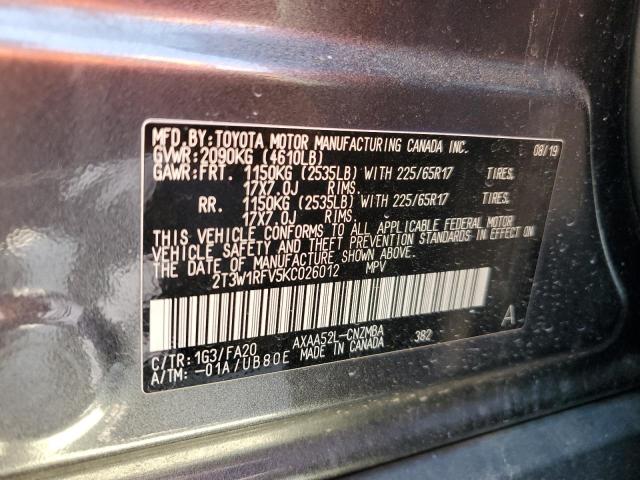 MFD. BY: TOYOTA MOTOR MANUFACTURING CANADA INC. 08/19
GVWR: 2090KG (4610LB)
GAWR: FRT. 1150KG (2535LB) WITH 225/65R17 TIRES,
17X7.0J RIMS,
RR. 1150KG (2535LB) WITH 225/65R17 TIRES,
17X7.0J RIMS.
THIS VEHICLE CONFORMS TO ALL APPLICABLE FEDERAL MOTOR
VEHICLE SAFETY AND THEFT PREVENTION STANDARDS IN EFFECT ON
THE DATE OF MANUFACTURE SHOWN ABOVE.
2T3W1RFV5KC026012 MPV
A
C/TR: 1G3/FA20 AXAA52L-CNZMBA 382
A/TM: -01A/UB80E MADE IN CANADA